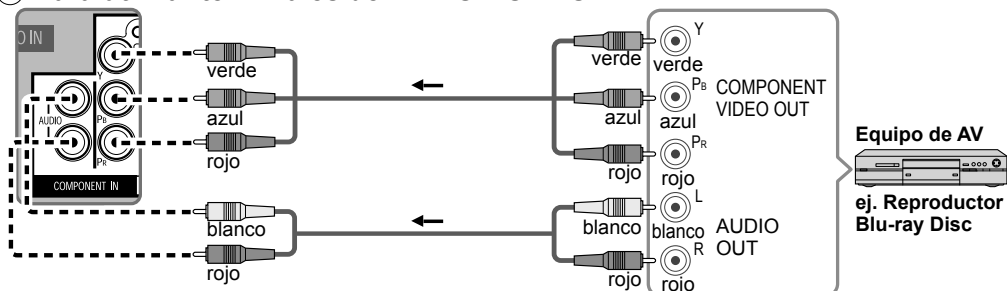 O IN
Y
AUDIO
PB
PR
COMPONENT IN
verde
azul
rojo
blanco
rojo
verde
azul
rojo
blanco
rojo
Y
verde
PB
azul
PR
rojo
COMPONENT
VIDEO OUT
L
blanco
R
rojo
AUDIO
OUT
Equipo de AV
ej. Reproductor
Blu-ray Disc